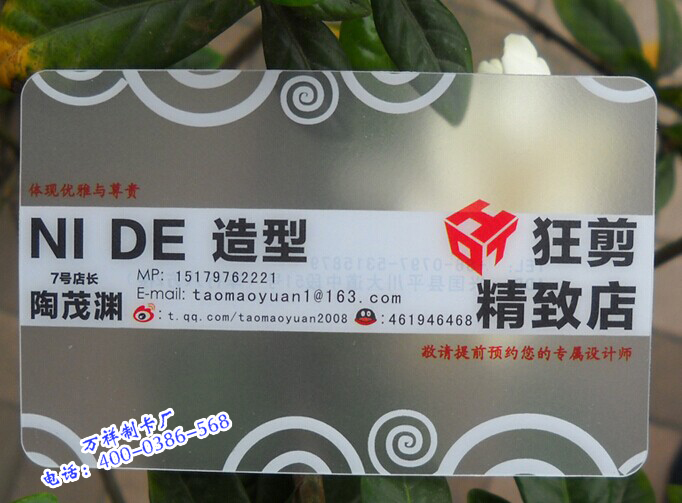 体现优雅与尊贵
NI DE 造型
狂剪
7号店长
MP: 15179762221
陶茂渊
E-mail: taomaoyuan1@163.com
精致店
: t.qq.com/taomaoyuan2008 : 461946468
敬请提前预约您的专属设计师
万祥制卡厂
电话：400-0386-568